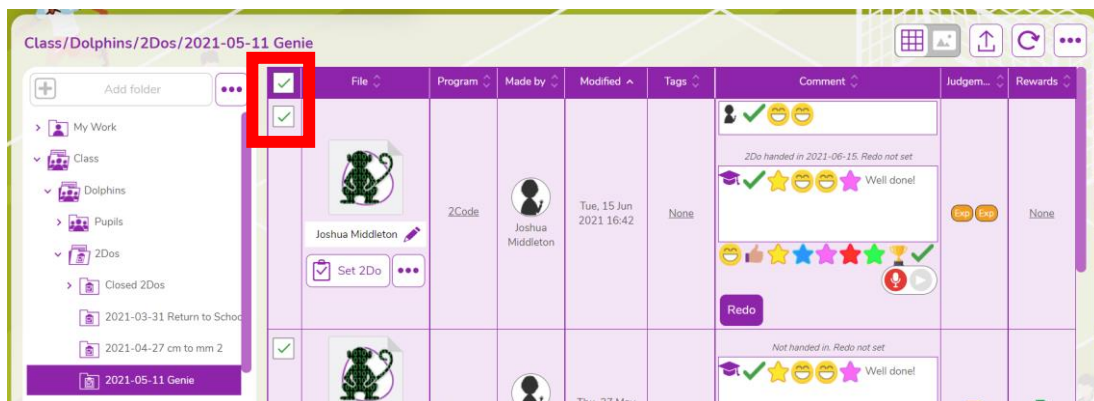 Class/Dolphins/2Dos/2021-05-11 Genie
Add folder
My Work
Class
Dolphins
Pupils
2Dos
Closed 2Dos
2021-03-31 Return to Schoo
2021-04-27 cm to mm 2
2021-05-11 Genie
File
Program
Made by
Modified
Tags
Comment
Judgem...
Rewards
Joshua Middleton
Set 2Do
2Code
Joshua
Middleton
Tue, 15 Jun
2021 16:42
None
2Do handed in 2021-06-15. Redo not set
Well done!
Redo
Exp Exp
None
Not handed in. Redo not set
Well done!
Thu, 27 May